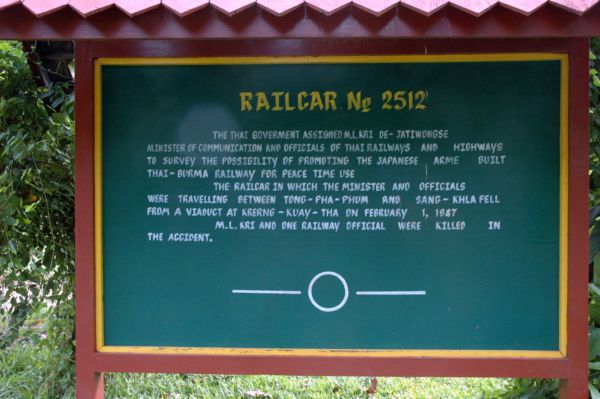 RAILCAR No 2512
THE THAI GOVERMENT ASSIGNED M.L.KRI DE-JATIWONGSE
MINISTER OF COMMUNICATION AND OFFICIALS OF THAI RAILWAYS AND HIGHWAYS
TO SURVEY THE POSSIBILITY OF PROMOTING THE JAPANESE ARME BUILT
THAI-BURMA RAILWAY FOR PEACE TIME USE
THE RAILCAR IN WHICH THE MINISTER AND OFFICIALS
WERE TRAVELLING BETWEEN TONG-PHA-PHUM AND SANG-KHLA FELL
FROM A VIADUCT AT KRERNG-KUAY-THA ON FEBRUARY 1, 1947
M.L. KRI AND ONE RAILWAY OFFICIAL WERE KILLED IN
THE ACCIDENT.